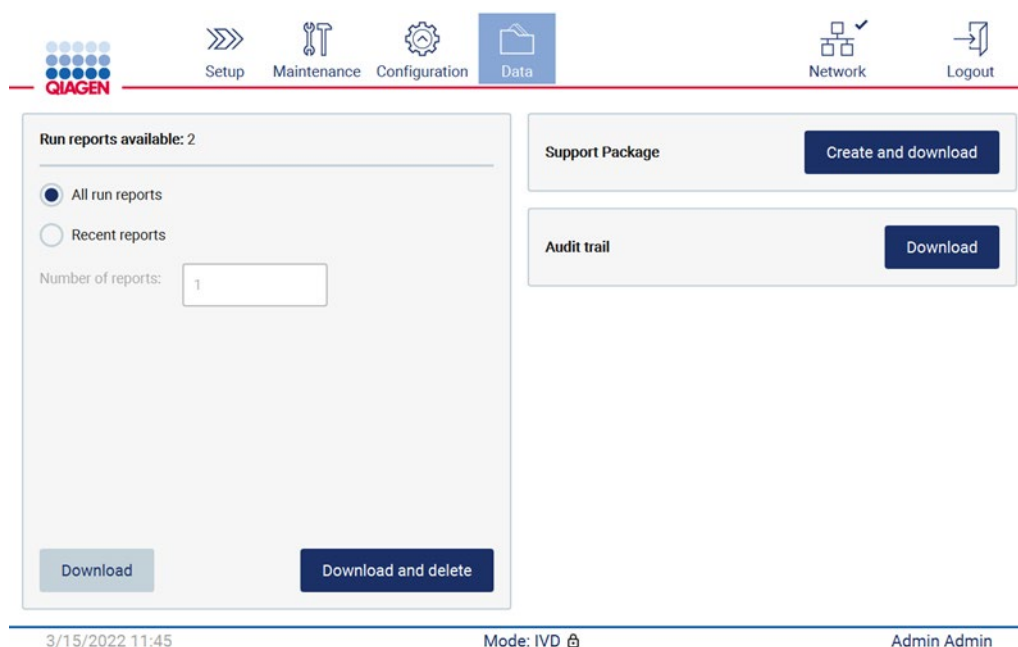 QIAGEN
Setup
Maintenance
Configuration
Data
Network
Logout
Run reports available: 2
All run reports
Recent reports
Number of reports: 1
Download
Download and delete
Support Package
Create and download
Audit trail
Download
3/15/2022 11:45
Mode: IVD
Admin Admin